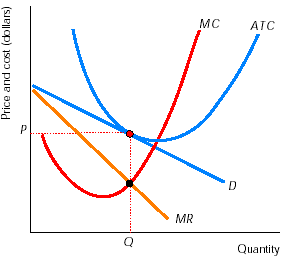 Price and cost (dollars)
MC
ATC
P
D
MR
Q
Quantity